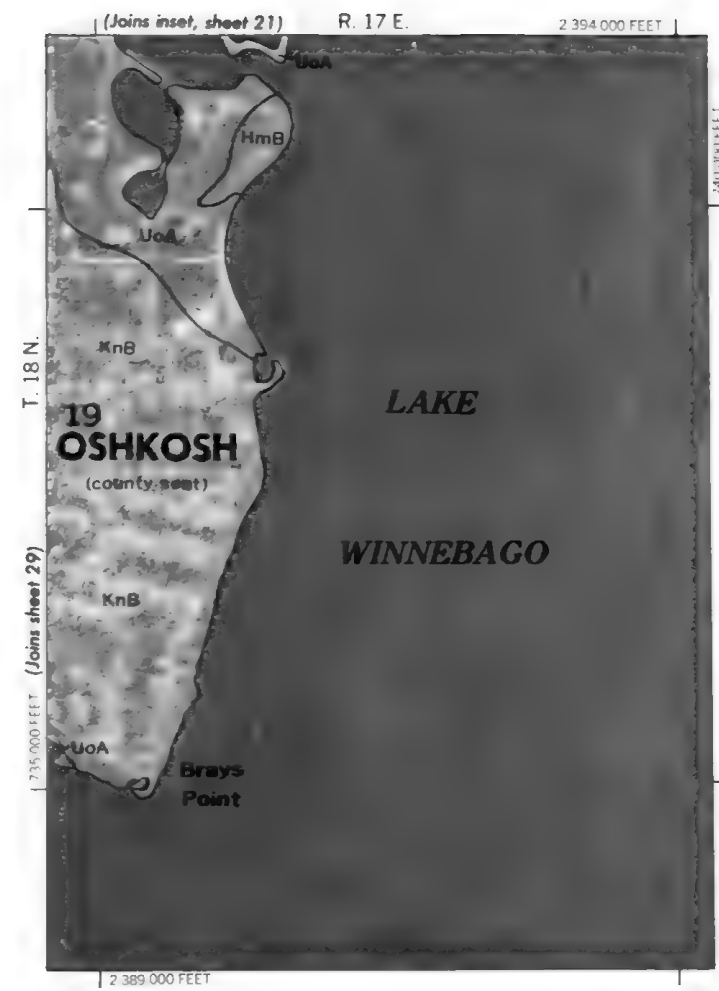 (Joins inset, sheet 21)
R. 17 E.
2 394 000 FEET
UoA
HmB
UoA
KnB
T. 18 N.
19
OSHKOSH
(county seat)
LAKE
WINNEBAGO
(Joins sheet 29)
KnB
735 000 FEET
UoA
Brays
Point
2 389 000 FEET